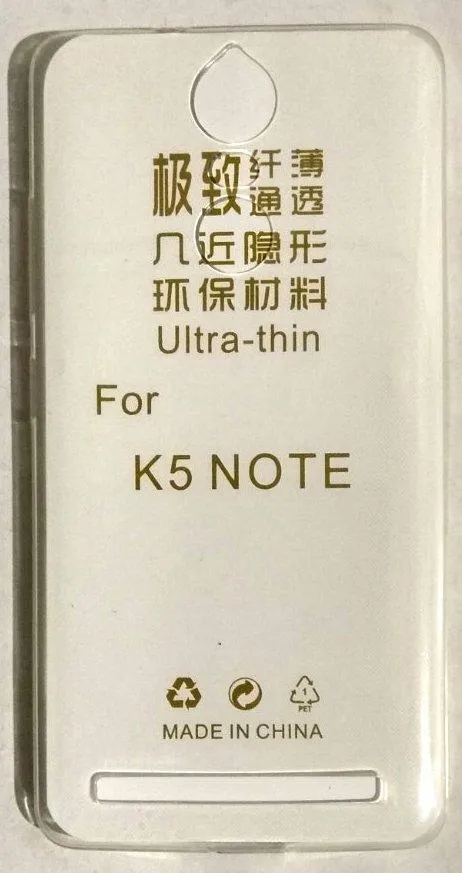 极致纤薄
通透
几近隐形
环保材料
Ultra-thin
For
K5 NOTE
1
PET
MADE IN CHINA